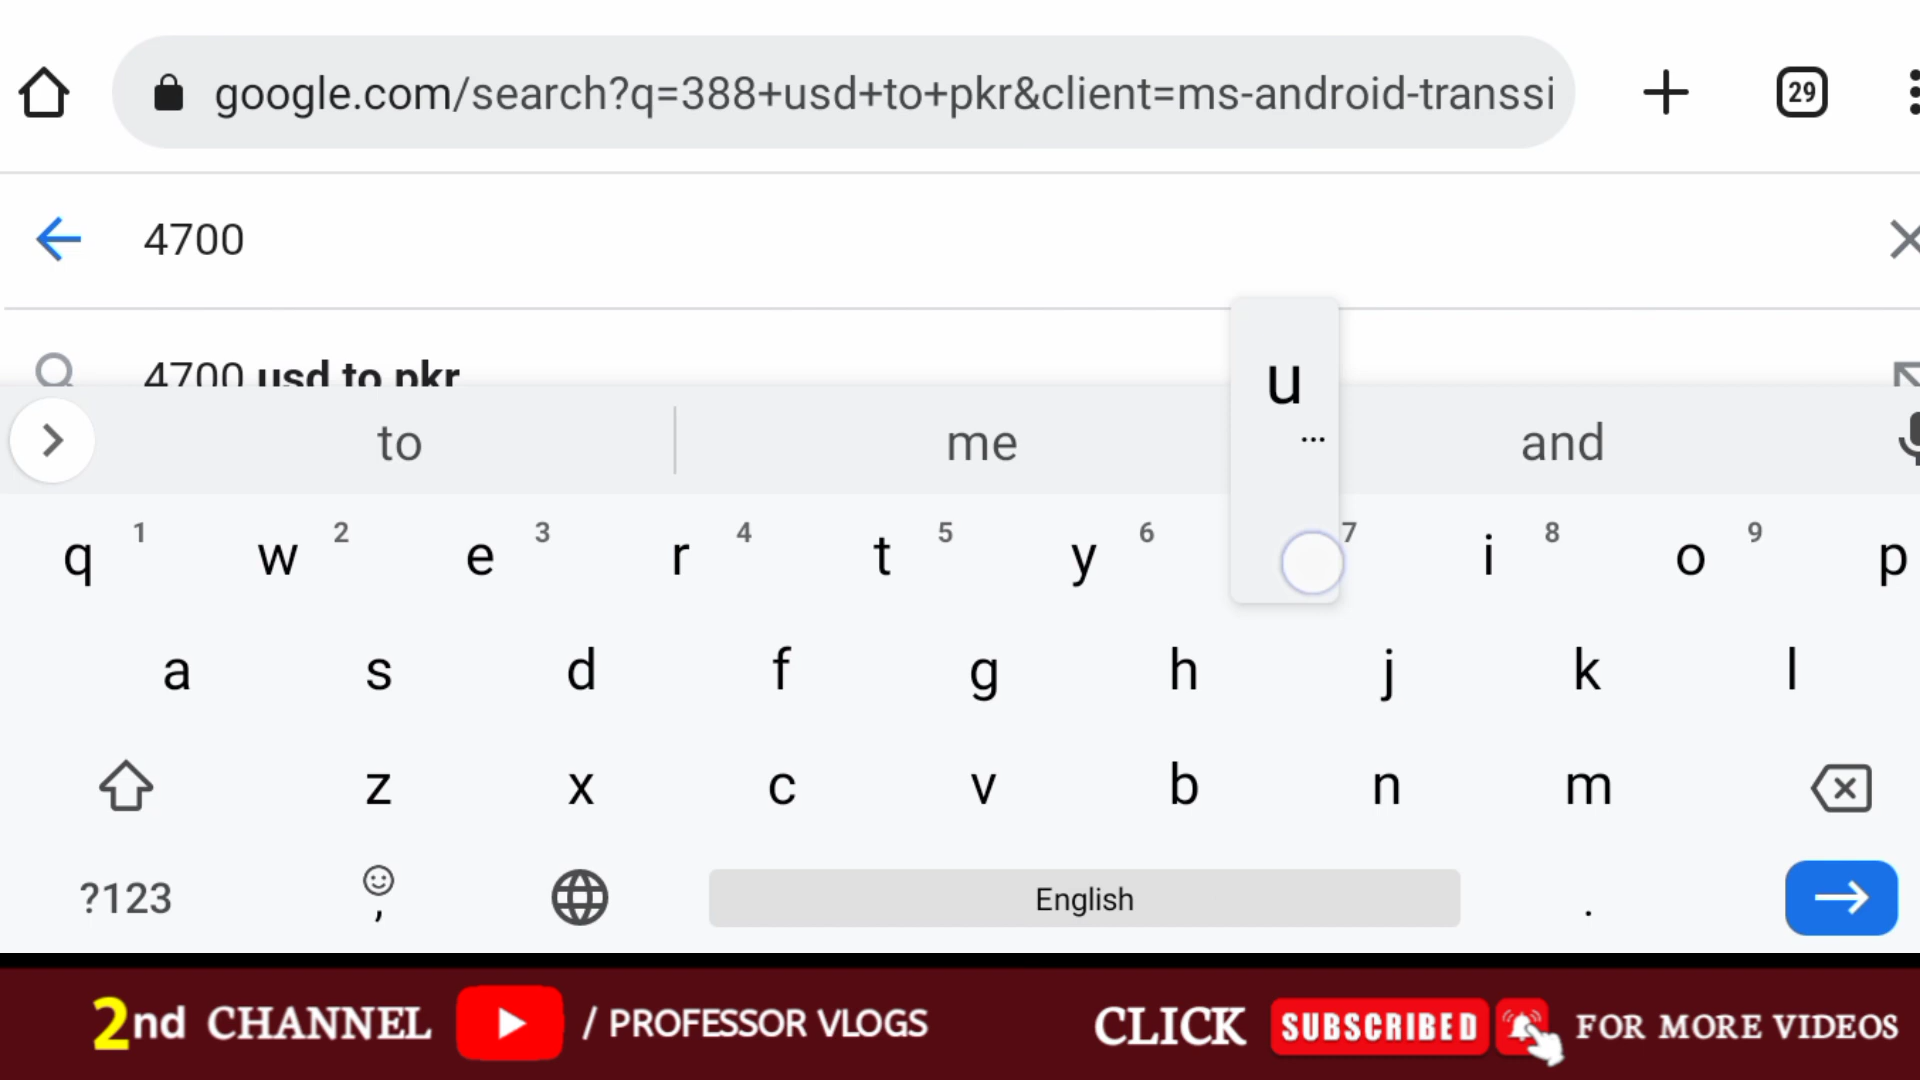 google.com/search?q=388+usd+to+pkr&client=ms-android-transsi
29
4700
4700 usd to pkr
u
...
to me and
q 1 w 2 e 3 r 4 t 5 y 6 7 i 8 o 9 p
a s d f g h j k l
z x c v b n m
?123 , English .
2nd CHANNEL / PROFESSOR VLOGS CLICK SUBSCRIBED FOR MORE VIDEOS